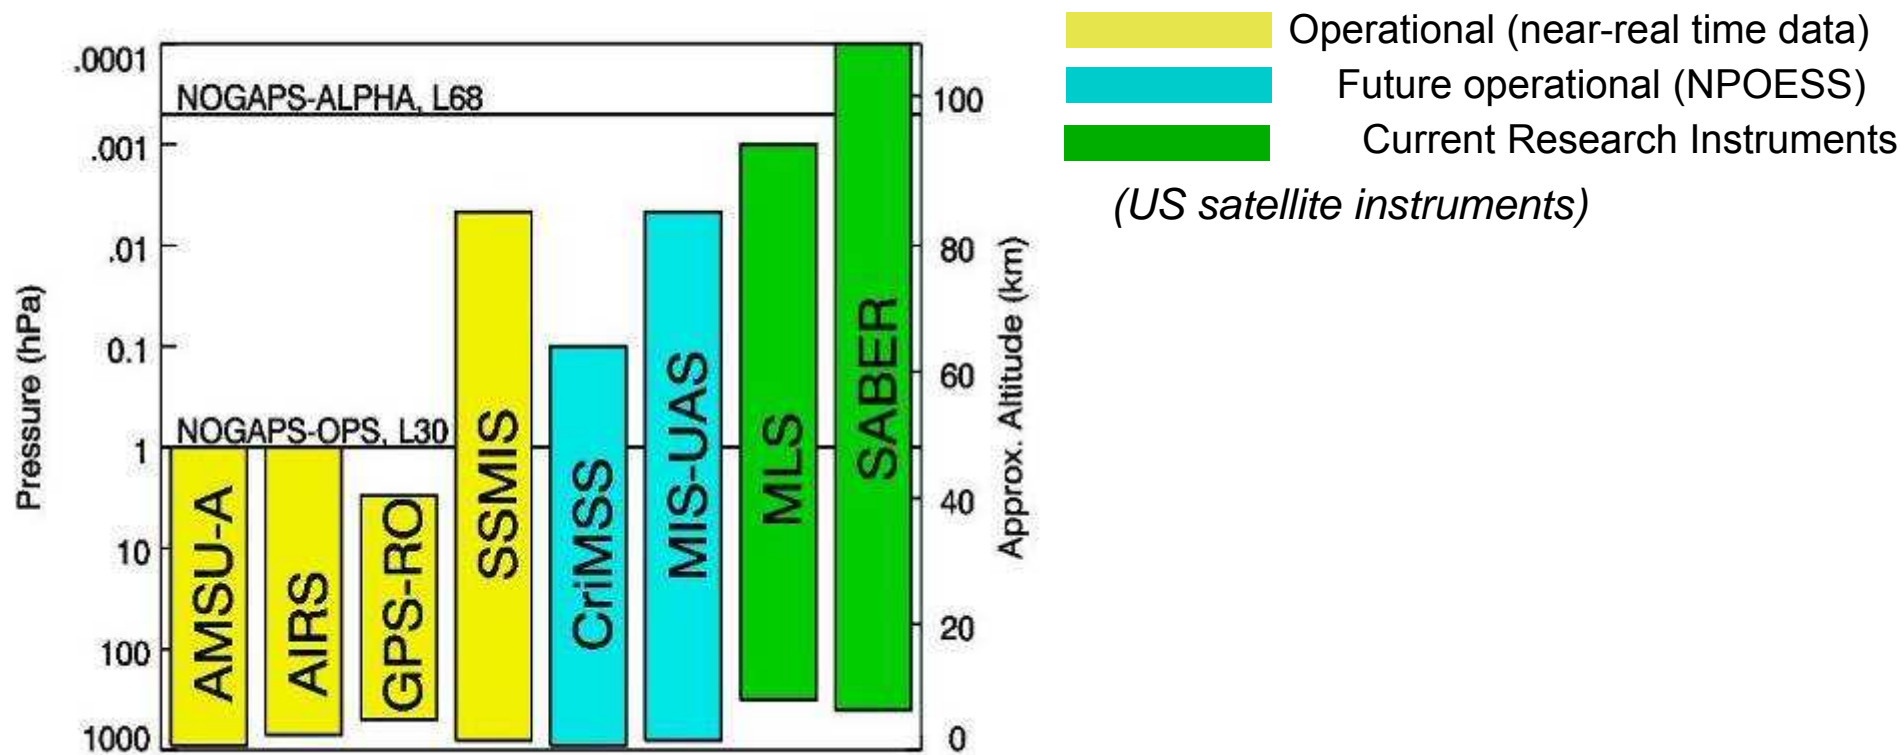 .0001
.001
.01
0.1
1
10
100
1000
Pressure (hPa)
NOGAPS-ALPHA, L68
NOGAPS-OPS, L30
AMSU-A
AIRS
GPS-RO
SSMIS
CriMSS
MIS-UAS
MLS
SABER
100
80
60
40
20
0
Approx. Altitude (km)
Operational (near-real time data)
Future operational (NPOESS)
Current Research Instruments
(US satellite instruments)